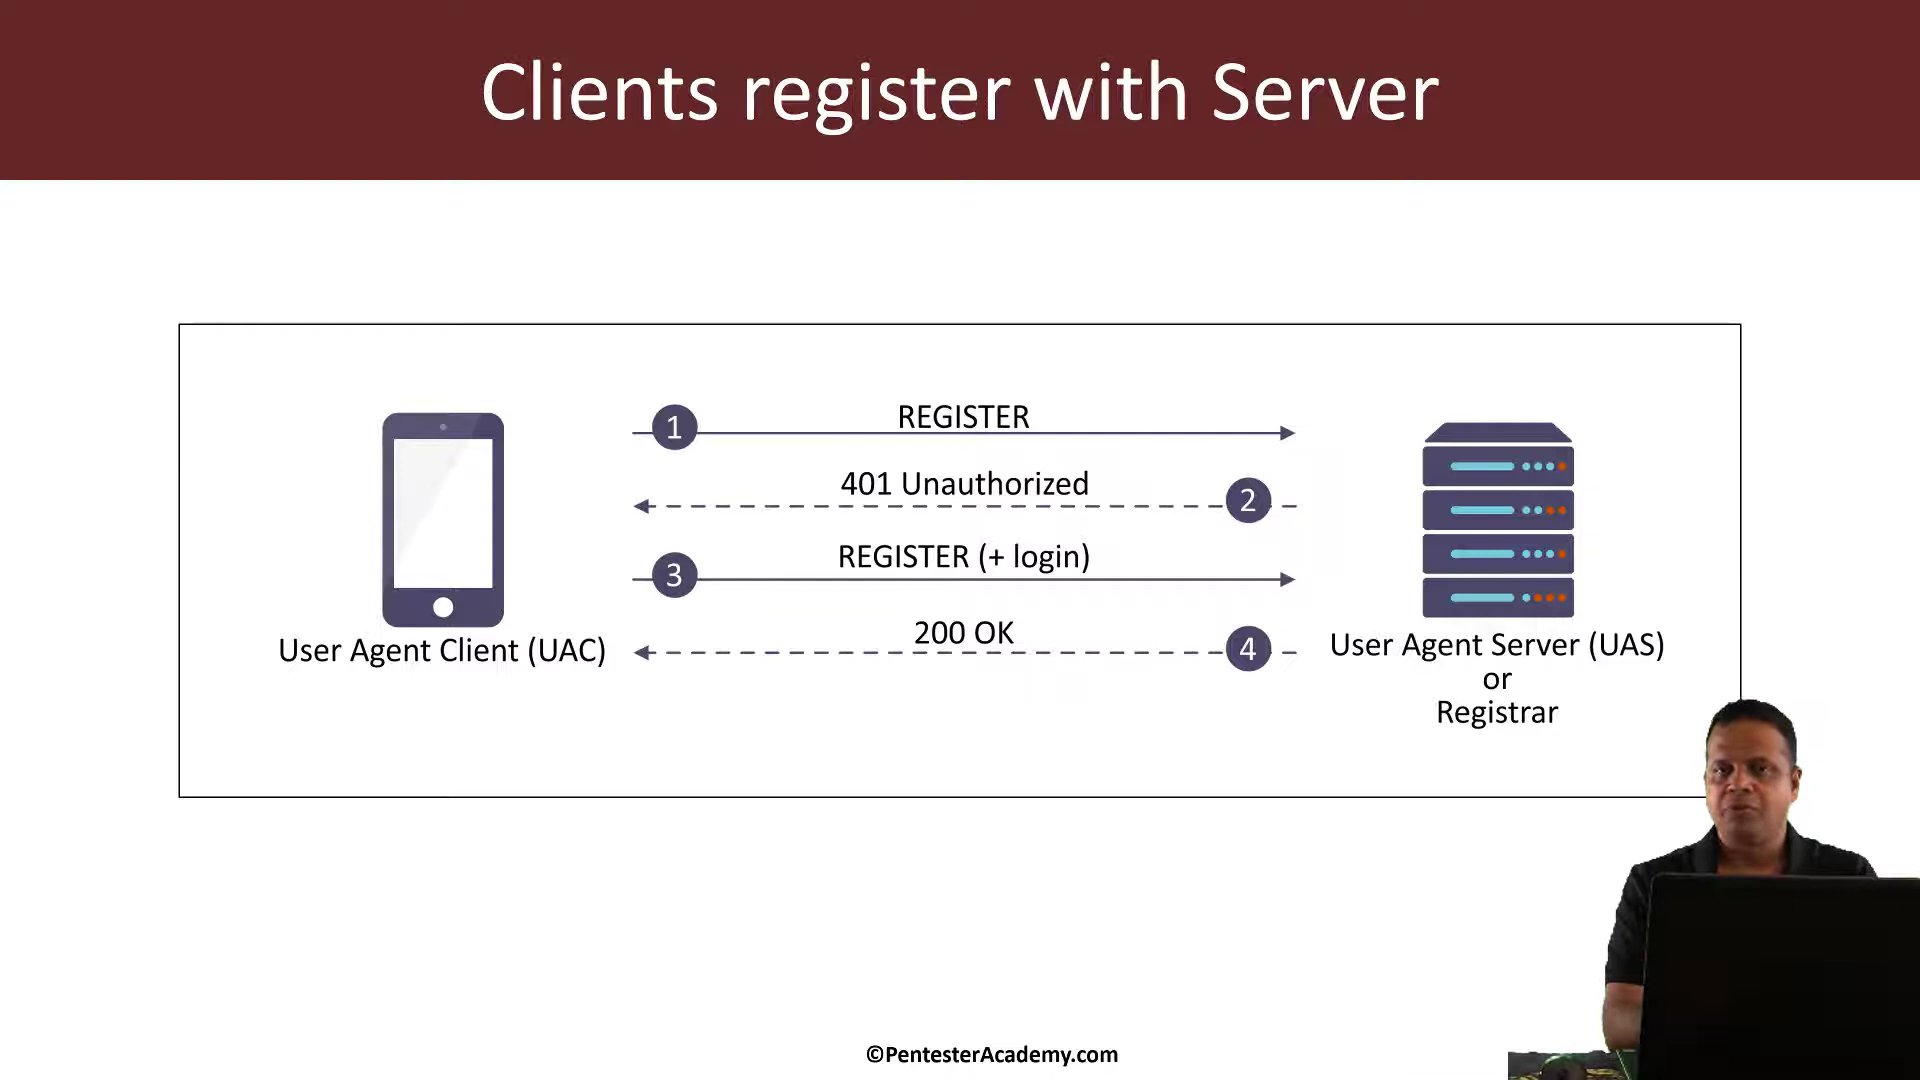 Clients register with Server
1
REGISTER
401 Unauthorized
2
REGISTER (+ login)
3
200 OK
4
User Agent Client (UAC)
User Agent Server (UAS)
or
Registrar
©PentesterAcademy.com